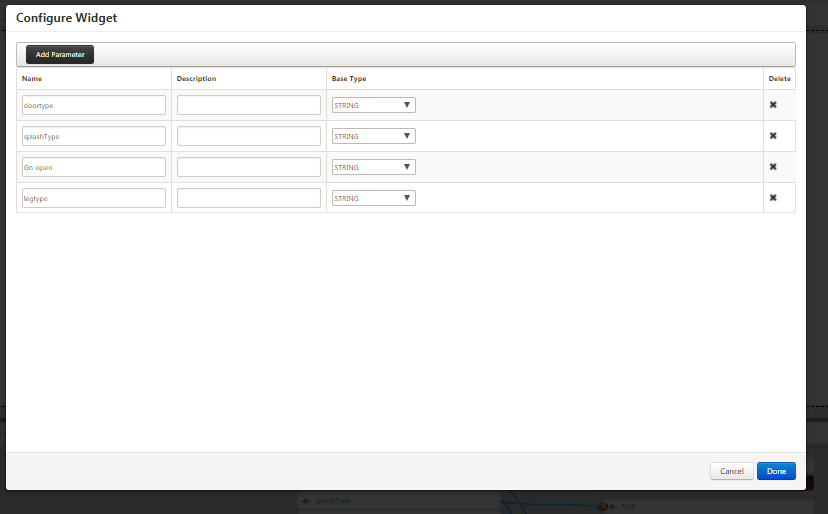 Configure Widget
Add Parameter
Name Description Base Type Delete
doortype STRING
splashType STRING
Gn open STRING
legtype STRING
Cancel Done
splashType
Text